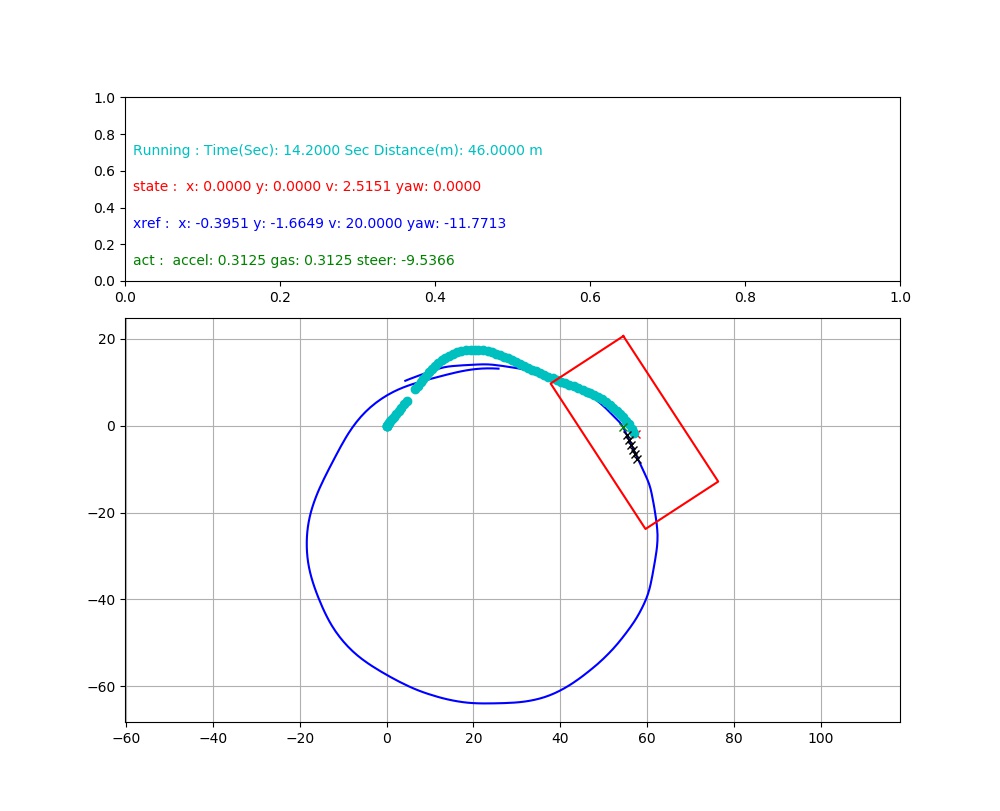 1.0
0.8
Running : Time(Sec): 14.2000 Sec Distance(m): 46.0000 m
0.6
state :  x: 0.0000 y: 0.0000 v: 2.5151 yaw: 0.0000
0.4
xref :  x: -0.3951 y: -1.6649 v: 20.0000 yaw: -11.7713
0.2
act :  accel: 0.3125 gas: 0.3125 steer: -9.5366
0.0
0.0 0.2 0.4 0.6 0.8 1.0
20
0
−20
−40
−60
−60 −40 −20 0 20 40 60 80 100